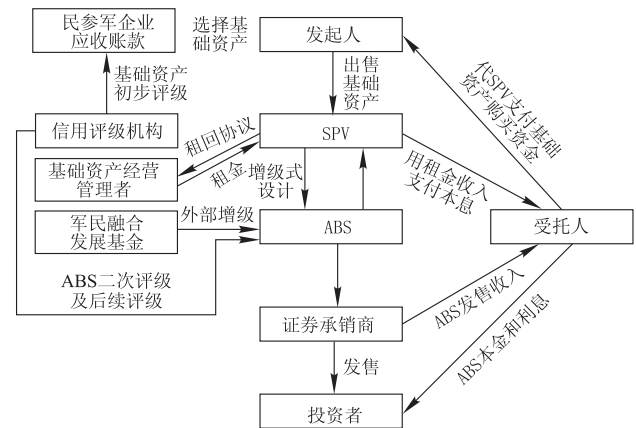 民参军企业
应收账款
选择基
础资产
发起人
基础资产
初步评级
出售
基础
资产
代SPV支付基础
资产购买资金
信用评级机构
租回协议
SPV
基础资产经营
管理者
租金
增级式
设计
用租金收入
支付本息
军民融合
发展基金
外部增级
ABS
受托人
ABS二次评级
及后续评级
ABS发售收入
证券承销商
ABS本金和利息
发售
投资者